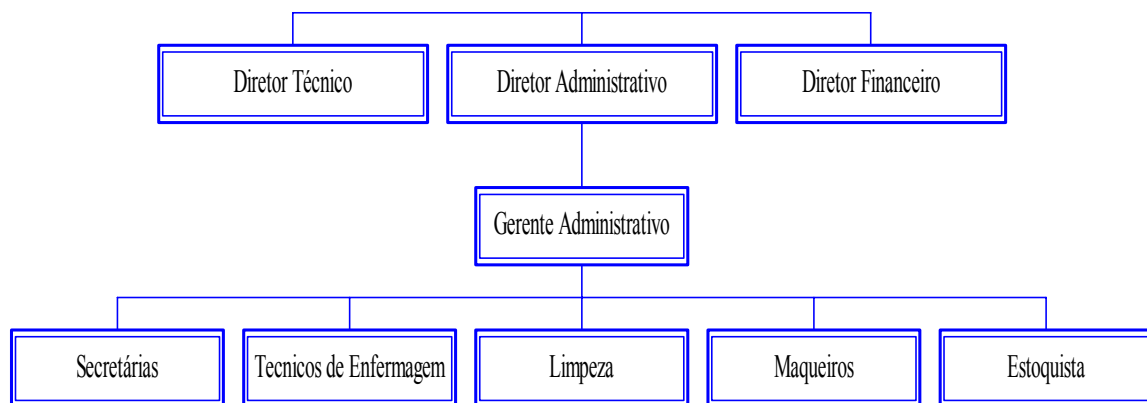 Diretor Técnico
Diretor Administrativo
Diretor Financeiro
Gerente Administrativo
Secretárias
Tecnicos de Enfermagem
Limpeza
Maqueiros
Estoquista